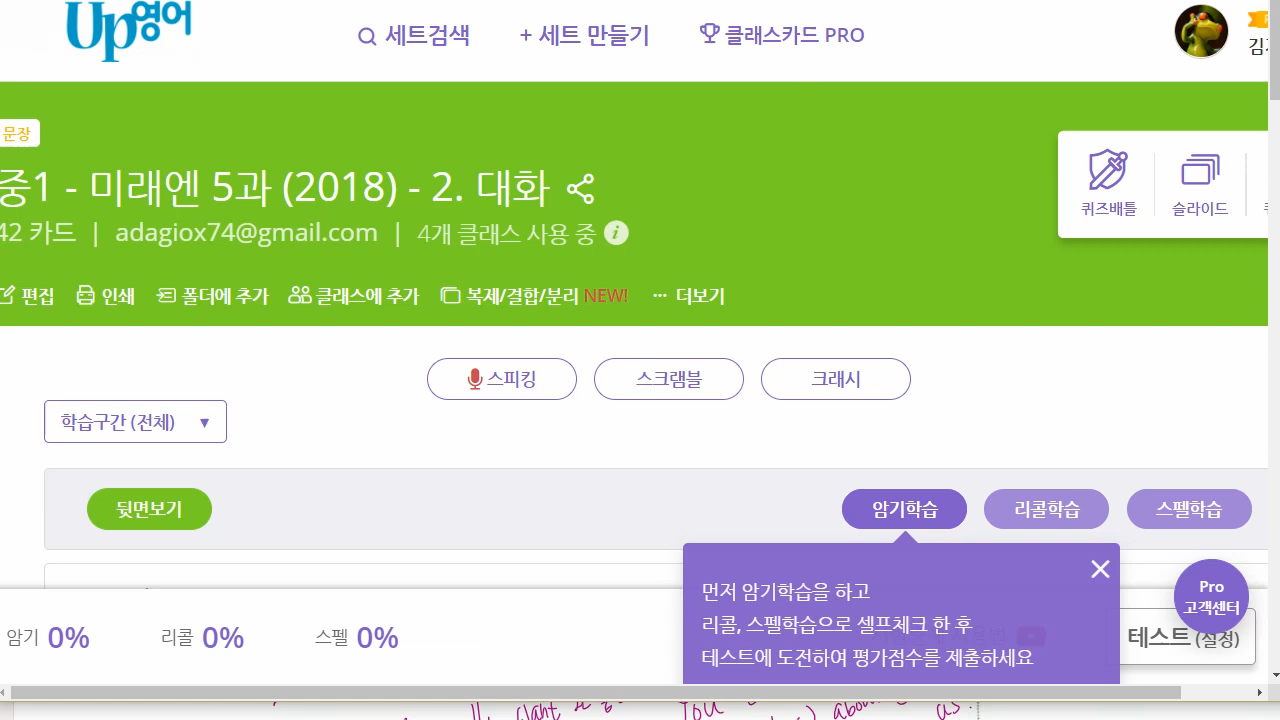 Up영어
세트검색 + 세트 만들기 클래스카드 PRO
문장
중1 - 미래엔 5과 (2018) - 2. 대화
42 카드 | adagiox74@gmail.com | 4개 클래스 사용 중
편집 인쇄 폴더에 추가 클래스에 추가 복제/결합/분리 NEW! ··· 더보기
퀴즈배틀 슬라이드
스피킹 스크램블 크래시
학습구간 (전체) ▼
뒷면보기 암기학습 리콜학습 스펠학습
먼저 암기학습을 하고
리콜, 스펠학습으로 셀프체크 한 후
테스트에 도전하여 평가점수를 제출하세요
Pro
고객센터
암기 0% 리콜 0% 스펠 0% 테스트 (설정)
You